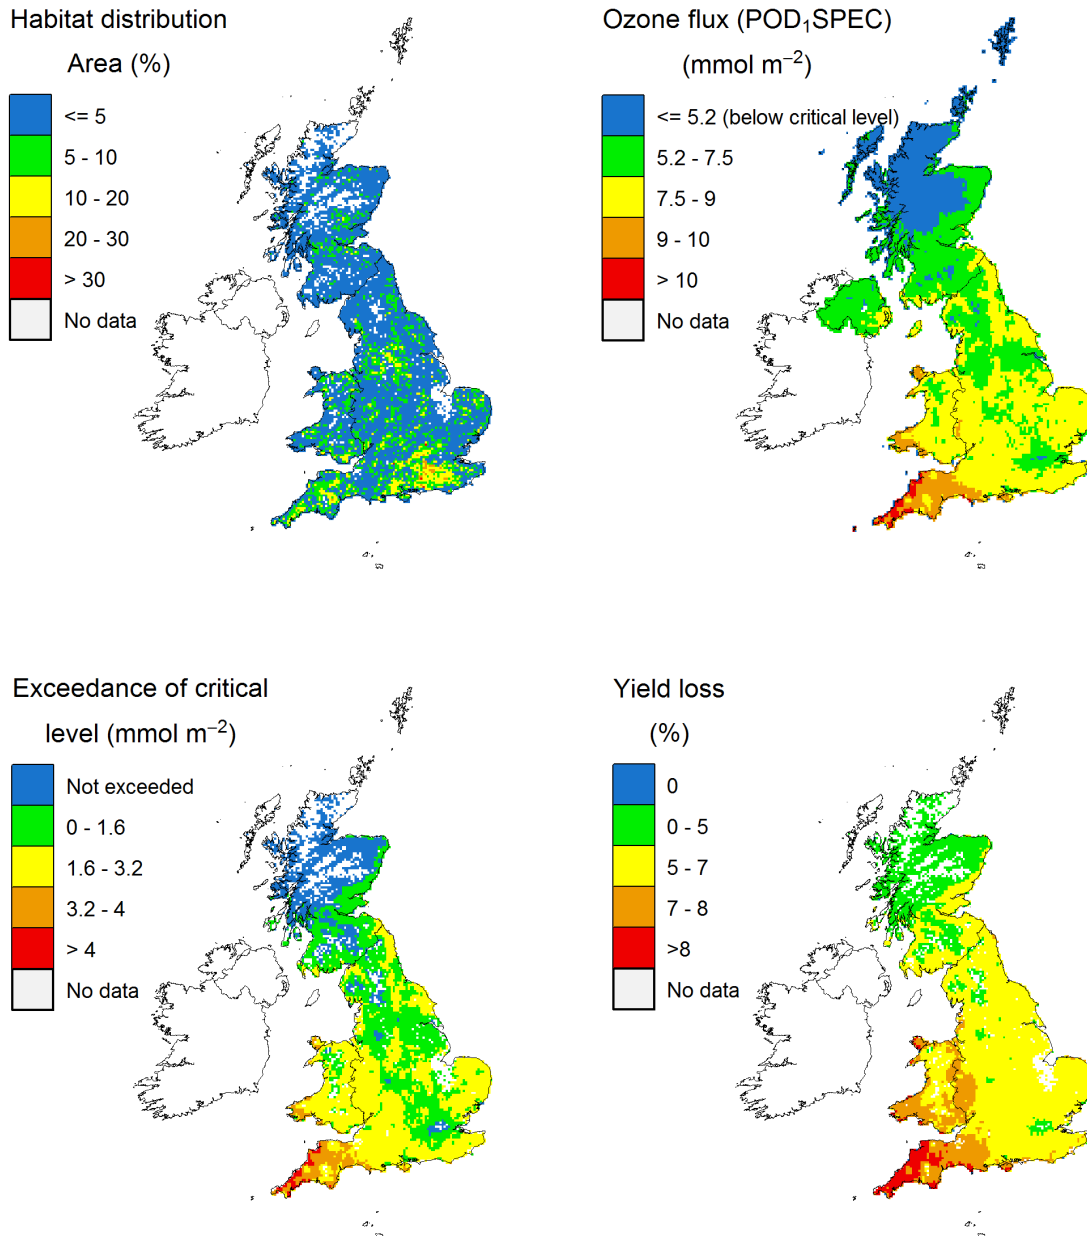 Habitat distribution
Area (%)
<= 5
5 - 10
10 - 20
20 - 30
> 30
No data
Ozone flux (POD₁SPEC)
(mmol m⁻²)
<= 5.2 (below critical level)
5.2 - 7.5
7.5 - 9
9 - 10
> 10
No data
Exceedance of critical
level (mmol m⁻²)
Not exceeded
0 - 1.6
1.6 - 3.2
3.2 - 4
> 4
No data
Yield loss
(%)
0
0 - 5
5 - 7
7 - 8
>8
No data